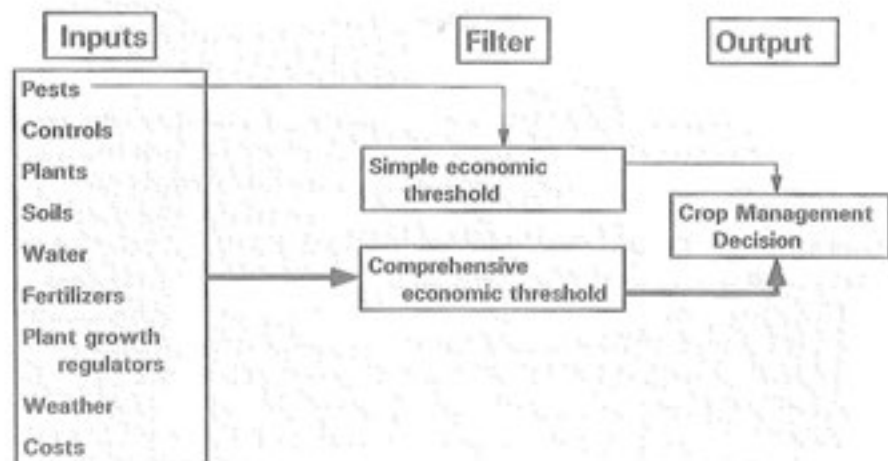 Inputs
Filter
Output
Pests
Controls
Plants
Soils
Water
Fertilizers
Plant growth
regulators
Weather
Costs
Simple economic
threshold
Comprehensive
economic threshold
Crop Management
Decision